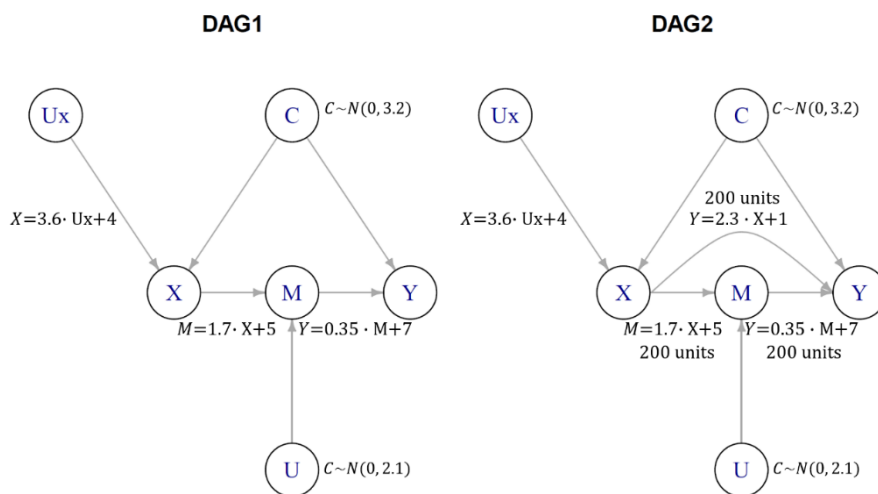 DAG1
Ux
C
C~N(0, 3.2)
X=3.6· Ux+4
X
M
Y
M=1.7· X+5
Y=0.35 · M+7
U
C~N(0, 2.1)
DAG2
Ux
C
C~N(0, 3.2)
200 units
X=3.6· Ux+4
Y=2.3 · X+1
X
M
Y
M=1.7· X+5
Y=0.35 · M+7
200 units
200 units
U
C~N(0, 2.1)